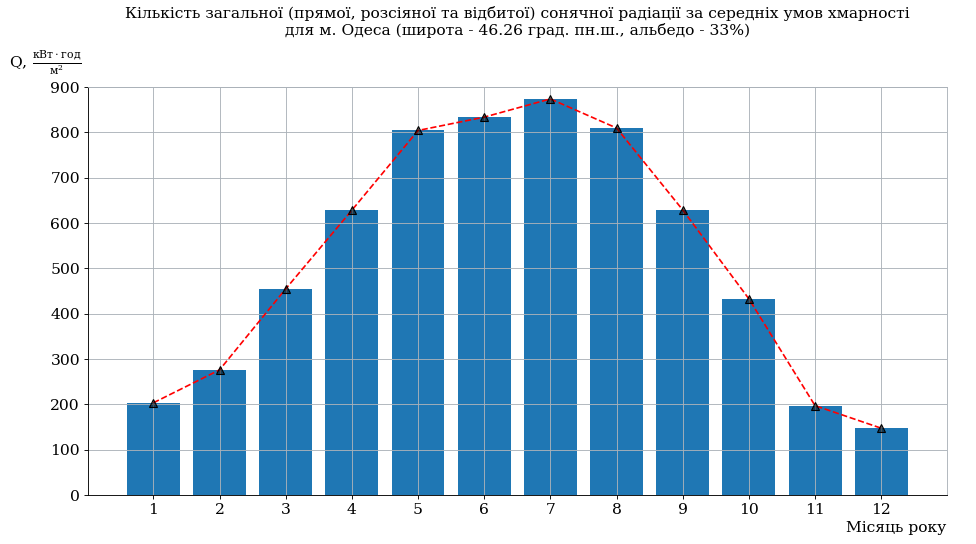 Кількість загальної (прямої, розсіяної та відбитої) сонячної радіації за середніх умов хмарності
для м. Одеса (широта - 46.26 град. пн.ш., альбедо - 33%)
Q, кВт · год / м²
900
800
700
600
500
400
300
200
100
0
1 2 3 4 5 6 7 8 9 10 11 12
Місяць року